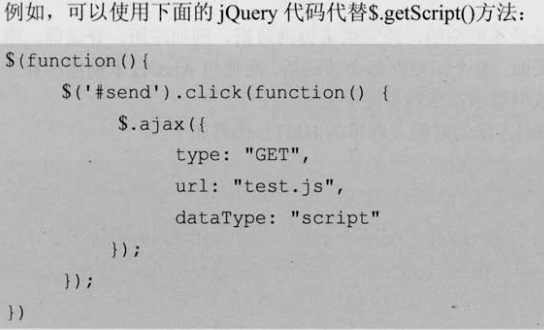 例如，可以使用下面的 jQuery 代码代替$.getScript()方法：
$(function(){
$('#send').click(function() {
$.ajax({
type: "GET",
url: "test.js",
dataType: "script"
});
});
})